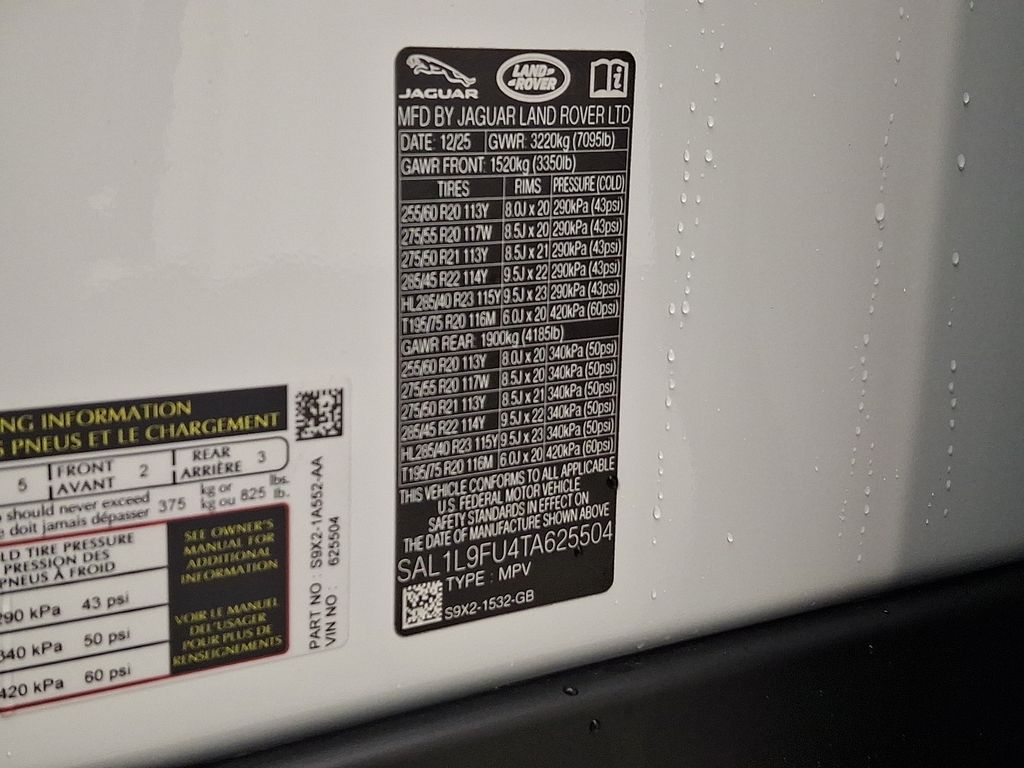 JAGUAR
LAND-
-ROVER
i
MFD BY JAGUAR LAND ROVER LTD
DATE: 12/25 GVWR: 3220kg (7095lb)
GAWR FRONT: 1520kg (3350lb)
TIRES RIMS PRESSURE (COLD)
255/60 R20 113Y 8.0J x 20 290kPa (43psi)
275/55 R20 117W 8.5J x 20 290kPa (43psi)
275/50 R21 113Y 8.5J x 21 290kPa (43psi)
285/45 R22 114Y 9.5J x 22 290kPa (43psi)
HL285/40 R23 115Y 9.5J x 23 290kPa (43psi)
T195/75 R20 116M 6.0J x 20 420kPa (60psi)
GAWR REAR: 1900kg (4185lb)
255/60 R20 113Y 8.0J x 20 340kPa (50psi)
275/55 R20 117W 8.5J x 20 340kPa (50psi)
275/50 R21 113Y 8.5J x 21 340kPa (50psi)
285/45 R22 114Y 9.5J x 22 340kPa (50psi)
HL285/40 R23 115Y 9.5J x 23 340kPa (50psi)
T195/75 R20 116M 6.0J x 20 420kPa (60psi)
THIS VEHICLE CONFORMS TO ALL APPLICABLE
U.S. FEDERAL MOTOR VEHICLE
SAFETY STANDARDS IN EFFECT ON
THE DATE OF MANUFACTURE SHOWN ABOVE
SAL1L9FU4TA625504
TYPE : MPV
S9X2-1532-GB
NG INFORMATION
S PNEUS ET LE CHARGEMENT
5 FRONT 2 REAR 3
AVANT ARRIÈRE
should never exceed 375 kg or 825 lbs.
doit jamais dépasser kg ou lb.
LD TIRE PRESSURE
PRESSION DES
PNEUS À FROID
290 kPa 43 psi
340 kPa 50 psi
420 kPa 60 psi
SEE OWNER'S
MANUAL FOR
ADDITIONAL
INFORMATION
VOIR LE MANUEL
DEL'USAGER
POUR PLUS DE
RENSEIGNEMENTS
PART NO : S9X2-1A552-AA
VIN NO : 625504